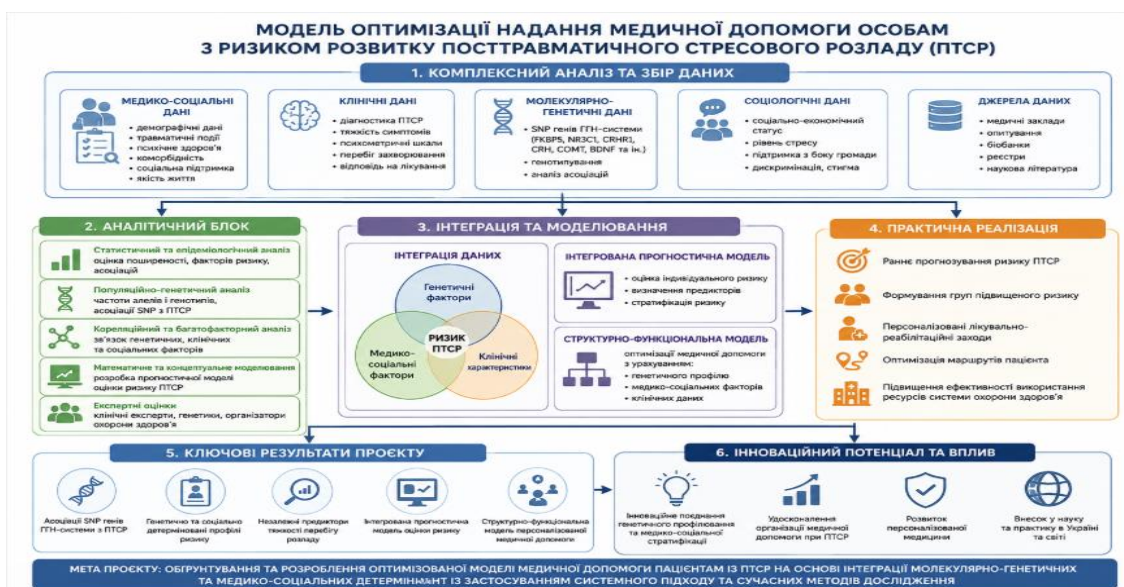 МОДЕЛЬ ОПТИМІЗАЦІЇ НАДАННЯ МЕДИЧНОЇ ДОПОМОГИ ОСОБАМ
З РИЗИКОМ РОЗВИТКУ ПОСТТРАВМАТИЧНОГО СТРЕСОВОГО РОЗЛАДУ (ПТСР)
1. КОМПЛЕКСНИЙ АНАЛІЗ ТА ЗБІР ДАНИХ
МЕДИКО-СОЦІАЛЬНІ
ДАНІ
• демографічні дані
• травматичні події
• психічне здоров'я
• коморбідність
• соціальна підтримка
• якість життя
КЛІНІЧНІ ДАНІ
• діагностика ПТСР
• тяжкість симптомів
• психометричні шкали
• перебіг захворювання
• відповідь на лікування
МОЛЕКУЛЯРНО-
ГЕНЕТИЧНІ ДАНІ
• SNP генів ГГН-системи
(FKBP5, NR3C1, CRHR1,
CRH, COMT, BDNF та ін.)
• генотипування
• аналіз асоціацій
СОЦІОЛОГІЧНІ ДАНІ
• соціально-економічний
статус
• рівень стресу
• підтримка з боку громади
• дискримінація, стигма
ДЖЕРЕЛА ДАНИХ
• медичні заклади
• опитування
• біобанки
• реєстри
• наукова література
2. АНАЛІТИЧНИЙ БЛОК
Статистичний та епідеміологічний аналіз
оцінка поширеності, факторів ризику,
асоціацій
Популяційно-генетичний аналіз
частоти алелів і генотипів,
асоціації SNP з ПТСР
Кореляційний та багатофакторний аналіз
зв'язок генетичних, клінічних
та соціальних факторів
Математичне та концептуальне моделювання
розробка прогностичної моделі
оцінки ризику ПТСР
Експертні оцінки
клінічні експерти, генетики, організатори
охорони здоров'я
3. ІНТЕГРАЦІЯ ТА МОДЕЛЮВАННЯ
ІНТЕГРАЦІЯ ДАНИХ
Генетичні
фактори
РИЗИК
ПТСР
Медико-
соціальні
фактори
Клінічні
характеристики
ІНТЕГРОВАНА ПРОГНОСТИЧНА МОДЕЛЬ
• оцінка індивідуального ризику
• визначення предикторів
• стратифікація ризику
СТРУКТУРНО-ФУНКЦІОНАЛЬНА МОДЕЛЬ
оптимізації медичної допомоги
з урахуванням:
• генетичного профілю
• медико-соціальних факторів
• клінічних даних
4. ПРАКТИЧНА РЕАЛІЗАЦІЯ
Раннє прогнозування ризику ПТСР
Формування груп підвищеного ризику
Персоналізовані лікувально-
реабілітаційні заходи
Оптимізація маршрутів пацієнта
Підвищення ефективності використання
ресурсів системи охорони здоров'я
5. КЛЮЧОВІ РЕЗУЛЬТАТИ ПРОЄКТУ
Асоціації SNP генів
ГГН-системи з ПТСР
Генетично та соціально
детерміновані профілі
ризику
Незалежні предиктори
тяжкості перебігу
розладу
Інтегрована прогностична
модель оцінки ризику
Структурно-функціональна
модель персоналізованої
медичної допомоги
6. ІННОВАЦІЙНИЙ ПОТЕНЦІАЛ ТА ВПЛИВ
Інноваційне поєднання
генетичного профілювання
та медико-соціальної
стратифікації
Удосконалення
організації медичної
допомоги при ПТСР
Розвиток
персоналізованої
медицини
Внесок у науку
та практику в Україні
та світі
МЕТА ПРОЄКТУ: ОБҐРУНТУВАННЯ ТА РОЗРОБЛЕННЯ ОПТИМІЗОВАНОЇ МОДЕЛІ МЕДИЧНОЇ ДОПОМОГИ ПАЦІЄНТАМ ІЗ ПТСР НА ОСНОВІ ІНТЕГРАЦІЇ МОЛЕКУЛЯРНО-ГЕНЕТИЧНИХ
ТА МЕДИКО-СОЦІАЛЬНИХ ДЕТЕРМІНАНТ ІЗ ЗАСТОСУВАННЯМ СИСТЕМНОГО ПІДХОДУ ТА СУЧАСНИХ МЕТОДІВ ДОСЛІДЖЕННЯ